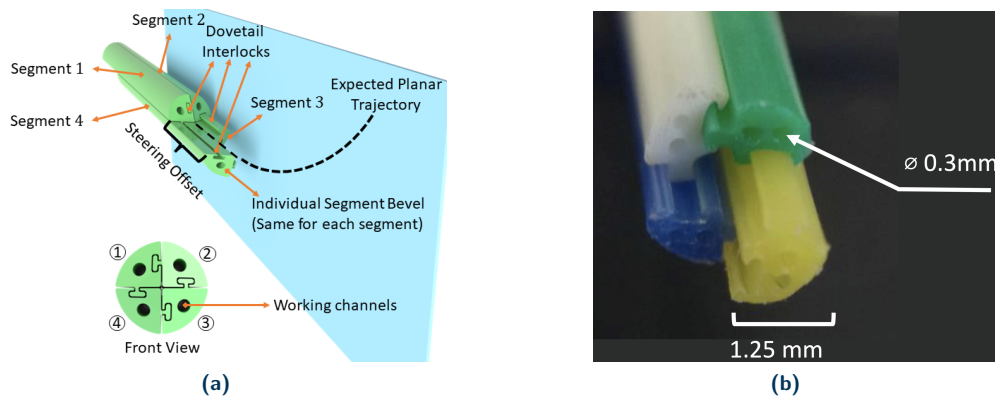 Segment 2
Dovetail
Interlocks
Segment 1
Expected Planar
Trajectory
Segment 3
Segment 4
Steering Offset
Individual Segment Bevel
(Same for each segment)
① ②
④ ③
Working channels
Front View
(a)
⌀ 0.3mm
1.25 mm
(b)